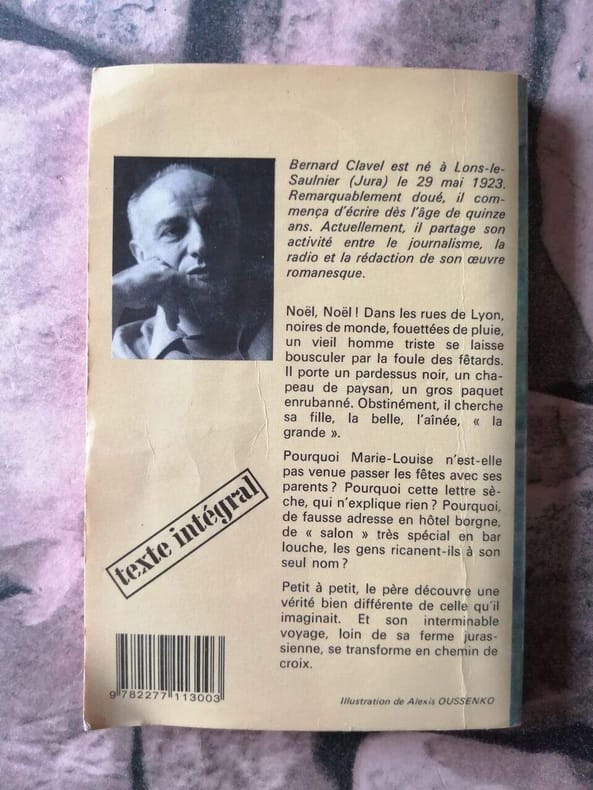 Bernard Clavel est né à Lons-le-
Saulnier (Jura) le 29 mai 1923.
Remarquablement doué, il com-
mença d'écrire dès l'âge de quinze
ans. Actuellement, il partage son
activité entre le journalisme, la
radio et la rédaction de son œuvre
romanesque.
Noël, Noël ! Dans les rues de Lyon,
noires de monde, fouettées de pluie,
un vieil homme triste se laisse
bousculer par la foule des fêtards.
Il porte un pardessus noir, un cha-
peau de paysan, un gros paquet
enrubanné. Obstinément, il cherche
sa fille, la belle, l'aînée, « la
grande ».
Pourquoi Marie-Louise n'est-elle
pas venue passer les fêtes avec ses
parents ? Pourquoi cette lettre sè-
che, qui n'explique rien ? Pourquoi,
de fausse adresse en hôtel borgne,
de « salon » très spécial en bar
louche, les gens ricanent-ils à son
seul nom ?
Petit à petit, le père découvre une
vérité bien différente de celle qu'il
imaginait. Et son interminable
voyage, loin de sa ferme juras-
sienne, se transforme en chemin de
croix.
texte intégral
9 782277 113003
Illustration de Alexis OUSSENKO